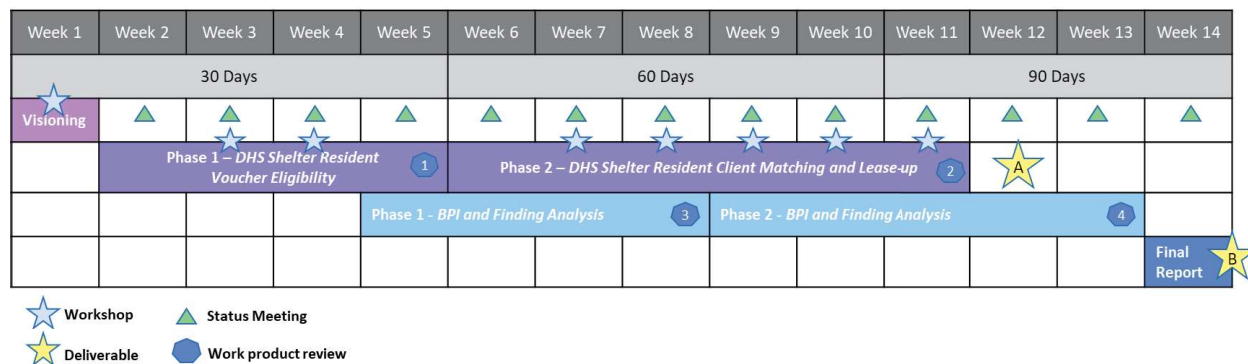 Week 1 Week 2 Week 3 Week 4 Week 5 Week 6 Week 7 Week 8 Week 9 Week 10 Week 11 Week 12 Week 13 Week 14
30 Days 60 Days 90 Days
Visioning
Phase 1 – DHS Shelter Resident
Voucher Eligibility
1
Phase 2 – DHS Shelter Resident Client Matching and Lease-up
2
A
Phase 1 - BPI and Finding Analysis
3
Phase 2 - BPI and Finding Analysis
4
Final
Report
B
Workshop
Status Meeting
Deliverable
Work product review